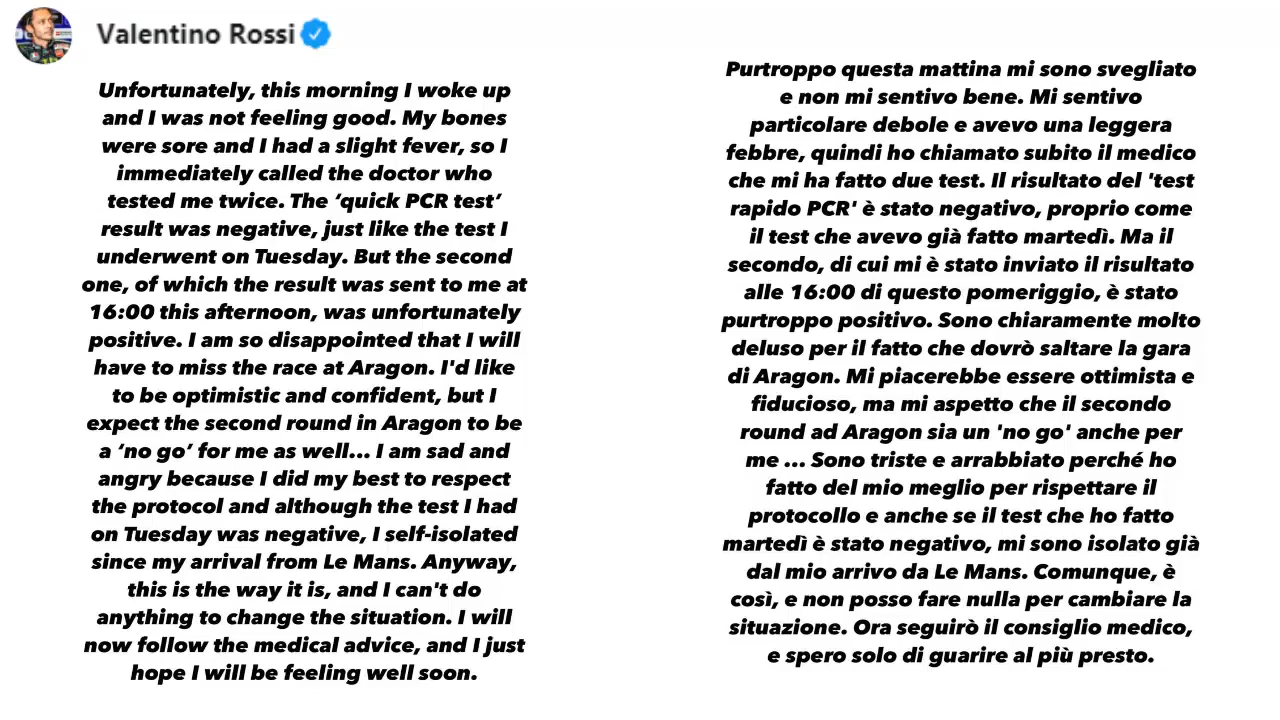 Valentino Rossi
Unfortunately, this morning I woke up
and I was not feeling good. My bones
were sore and I had a slight fever, so I
immediately called the doctor who
tested me twice. The ‘quick PCR test’
result was negative, just like the test I
underwent on Tuesday. But the second
one, of which the result was sent to me at
16:00 this afternoon, was unfortunately
positive. I am so disappointed that I will
have to miss the race at Aragon. I'd like
to be optimistic and confident, but I
expect the second round in Aragon to be
a ‘no go’ for me as well... I am sad and
angry because I did my best to respect
the protocol and although the test I had
on Tuesday was negative, I self-isolated
since my arrival from Le Mans. Anyway,
this is the way it is, and I can't do
anything to change the situation. I will
now follow the medical advice, and I just
hope I will be feeling well soon.
Purtroppo questa mattina mi sono svegliato
e non mi sentivo bene. Mi sentivo
particolare debole e avevo una leggera
febbre, quindi ho chiamato subito il medico
che mi ha fatto due test. Il risultato del 'test
rapido PCR' è stato negativo, proprio come
il test che avevo già fatto martedì. Ma il
secondo, di cui mi è stato inviato il risultato
alle 16:00 di questo pomeriggio, è stato
purtroppo positivo. Sono chiaramente molto
deluso per il fatto che dovrò saltare la gara
di Aragon. Mi piacerebbe essere ottimista e
fiducioso, ma mi aspetto che il secondo
round ad Aragon sia un 'no go' anche per
me ... Sono triste e arrabbiato perché ho
fatto del mio meglio per rispettare il
protocollo e anche se il test che ho fatto
martedì è stato negativo, mi sono isolato già
dal mio arrivo da Le Mans. Comunque, è
così, e non posso fare nulla per cambiare la
situazione. Ora seguirò il consiglio medico,
e spero solo di guarire al più presto.